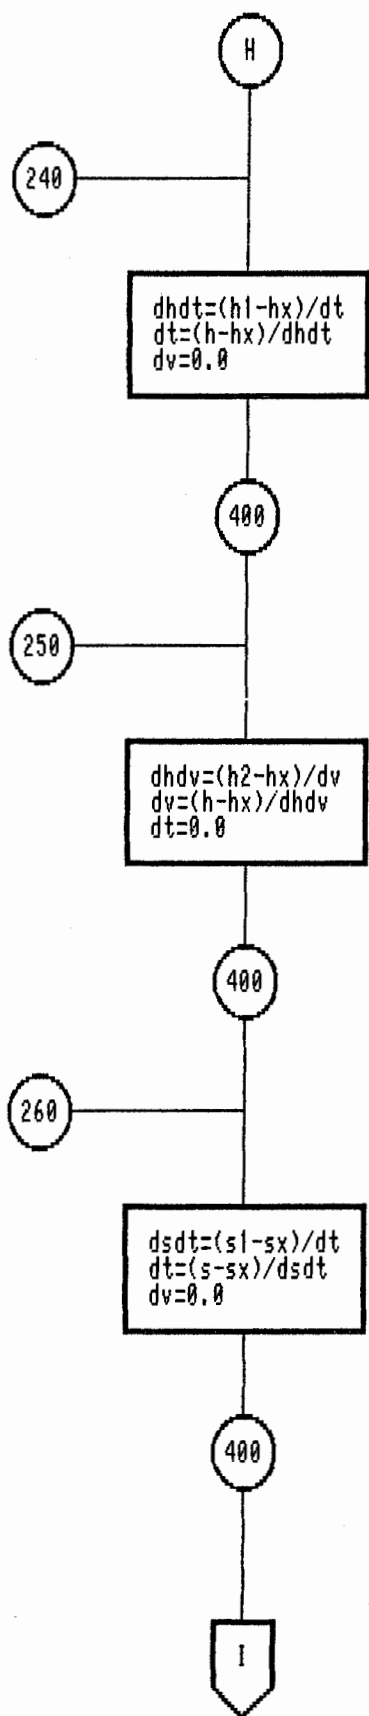 H
240
dhdt=(h1-hx)/dt
dt=(h-hx)/dhdt
dv=0.0
400
250
dhdv=(h2-hx)/dv
dv=(h-hx)/dhdv
dt=0.0
400
260
dsdt=(s1-sx)/dt
dt=(s-sx)/dsdt
dv=0.0
400
I